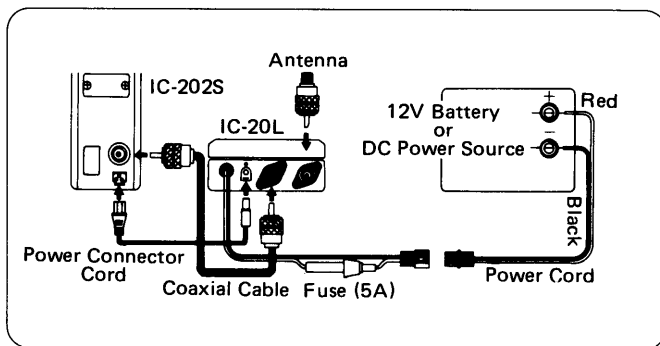 Antenna
IC-202S
IC-20L
+
Red
12V Battery
or
DC Power Source
−
Black
Power Connector
Cord
Coaxial Cable
Fuse (5A)
Power Cord